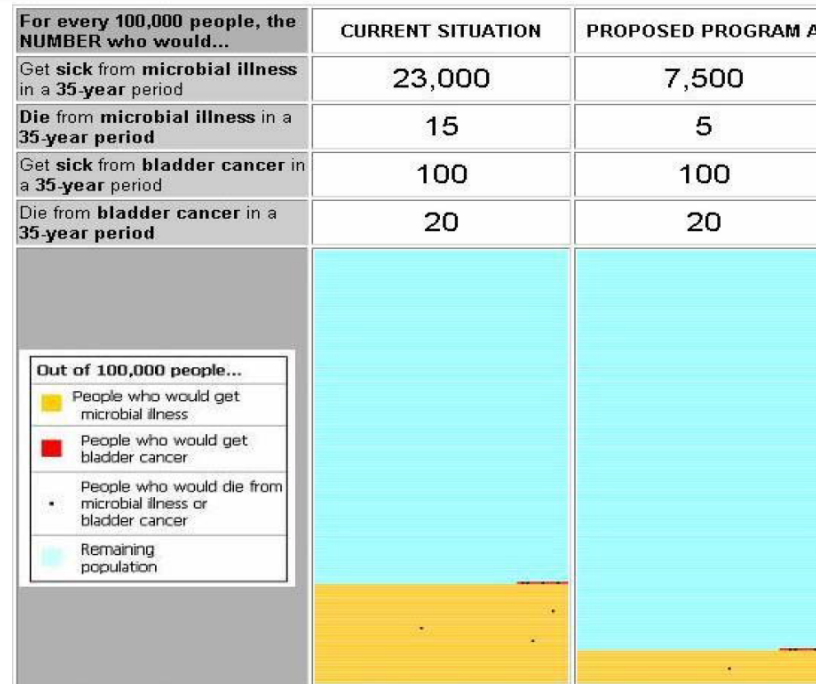 For every 100,000 people, the
NUMBER who would...
CURRENT SITUATION
PROPOSED PROGRAM A
Get sick from microbial illness
in a 35-year period
23,000
7,500
Die from microbial illness in a
35-year period
15
5
Get sick from bladder cancer in
a 35-year period
100
100
Die from bladder cancer in a
35-year period
20
20
Out of 100,000 people...
People who would get
microbial illness
People who would get
bladder cancer
People who would die from
microbial illness or
bladder cancer
Remaining
population